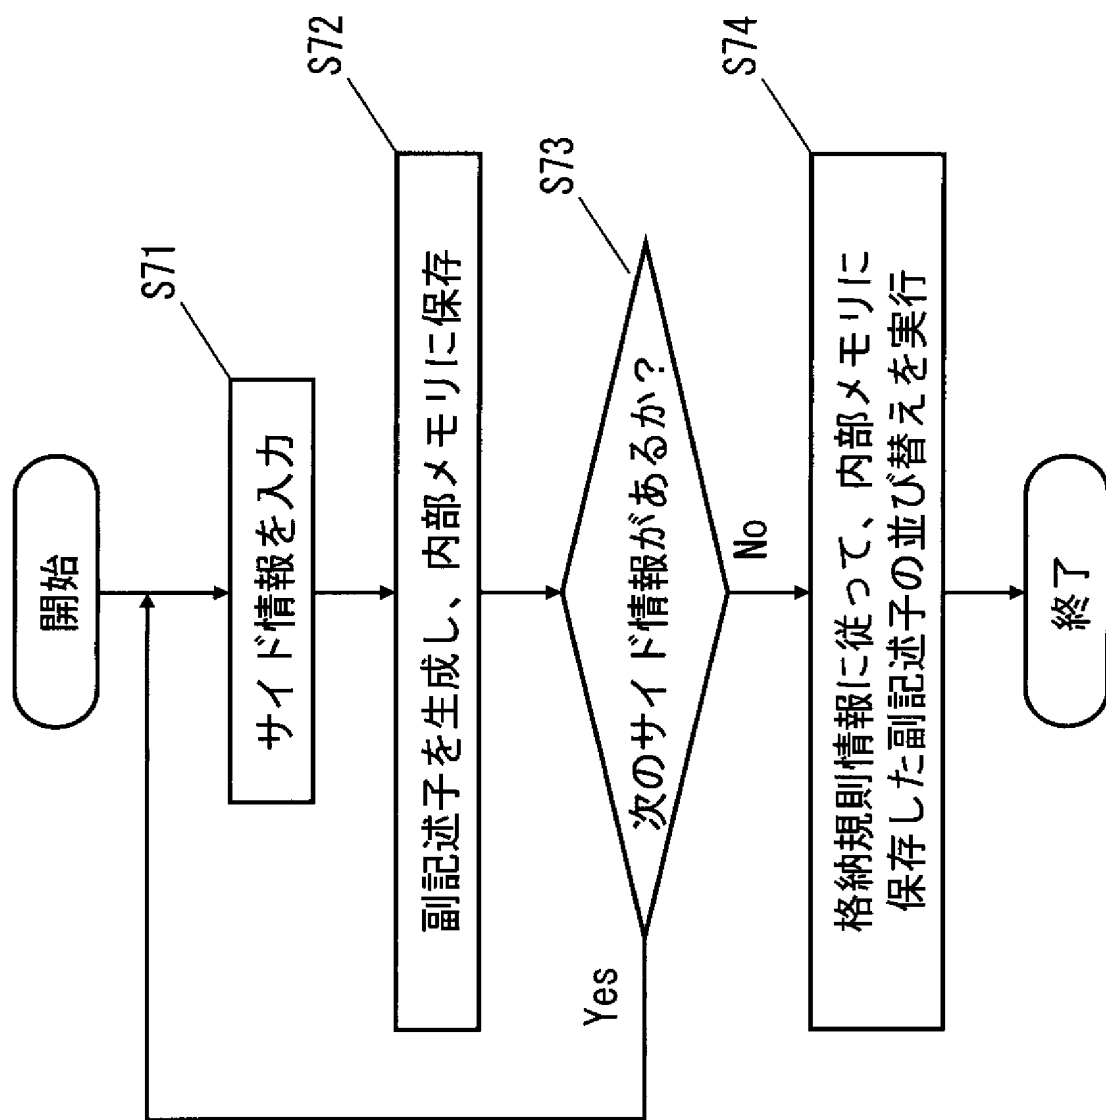 開始
S71
サイド情報を入力
S72
副記述子を生成し、内部メモリに保存
S73
次のサイド情報があるか?
Yes
No
S74
格納規則情報に従って、内部メモリに
保存した副記述子の並び替えを実行
終了